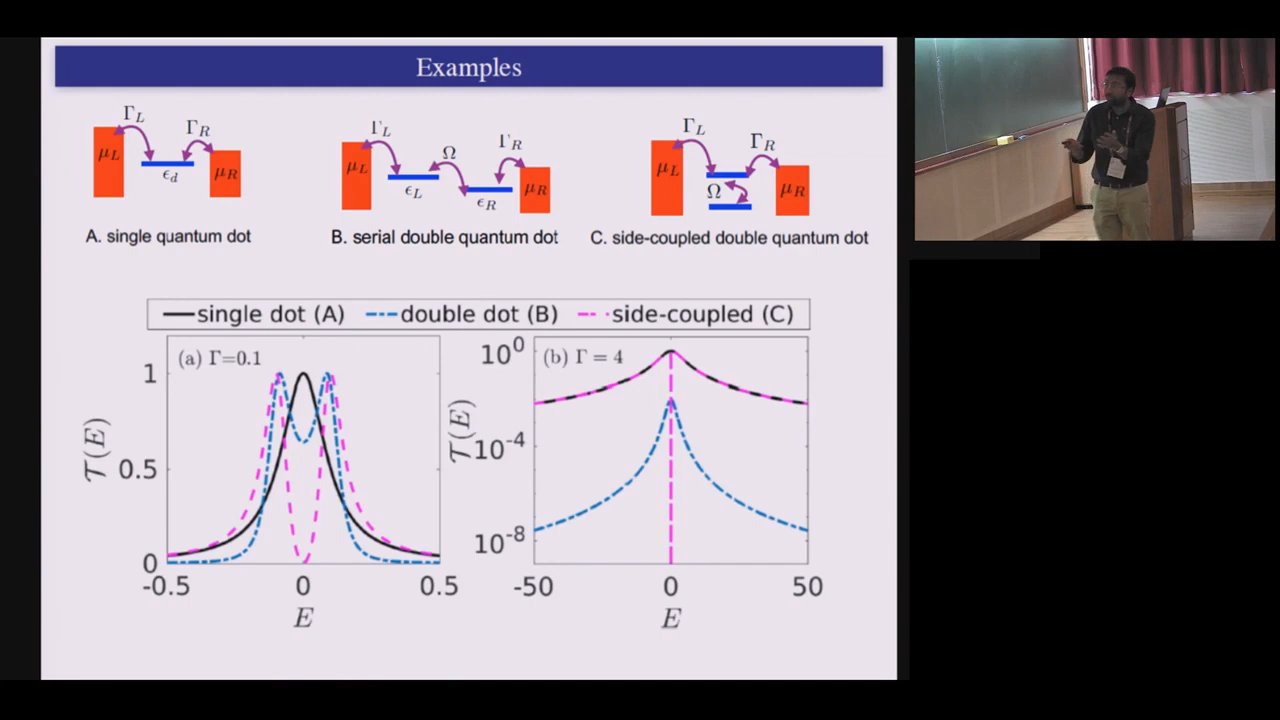 Examples
Γ_L
Γ_R
μ_L
μ_R
ϵ_d
A. single quantum dot
Γ_L
Ω
Γ_R
μ_L
μ_R
ϵ_L
ϵ_R
B. serial double quantum dot
Γ_L
Γ_R
μ_L
μ_R
Ω
C. side-coupled double quantum dot
single dot (A) double dot (B) side-coupled (C)
(a) Γ=0.1
1
0.5
0
𝒯(E)
-0.5 0 0.5
E
(b) Γ = 4
10^0
10^-4
10^-8
𝒯(E)
-50 0 50
E